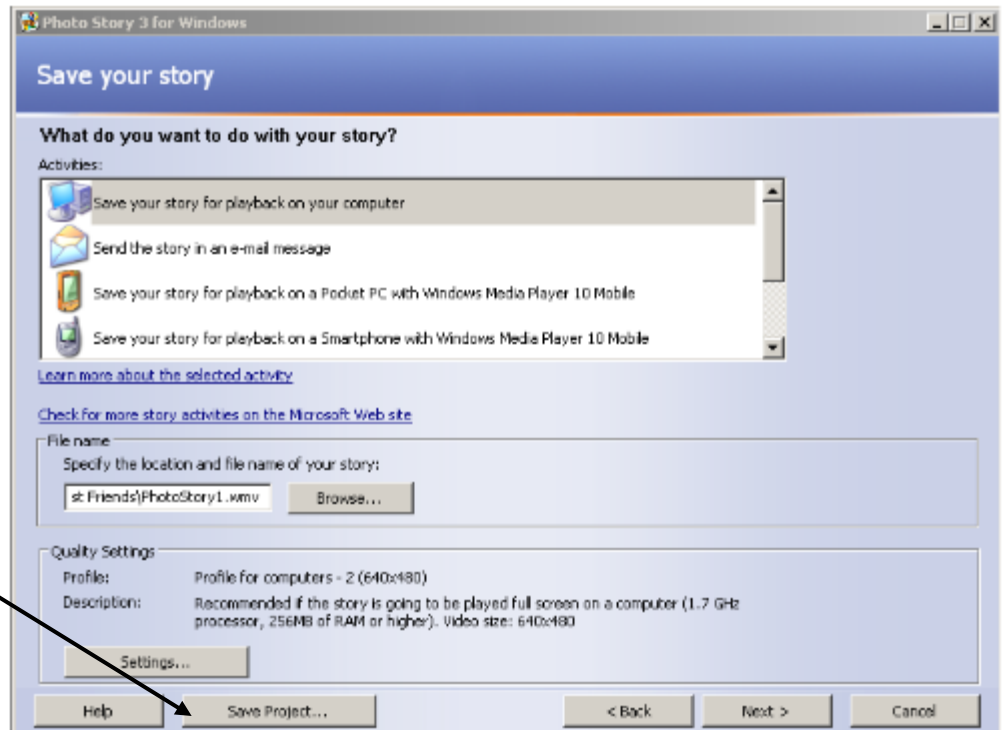 Photo Story 3 for Windows
Save your story
What do you want to do with your story?
Activities:
Save your story for playback on your computer
Send the story in an e-mail message
Save your story for playback on a Pocket PC with Windows Media Player 10 Mobile
Save your story for playback on a Smartphone with Windows Media Player 10 Mobile
Learn more about the selected activity
Check for more story activities on the Microsoft Web site
File name
Specify the location and file name of your story:
st Friends\PhotoStory1.wmv Browse...
Quality Settings
Profile: Profile for computers - 2 (640x480)
Description: Recommended if the story is going to be played full screen on a computer (1.7 GHz
processor, 256MB of RAM or higher). Video size: 640x480
Settings...
Help Save Project... < Back Next > Cancel